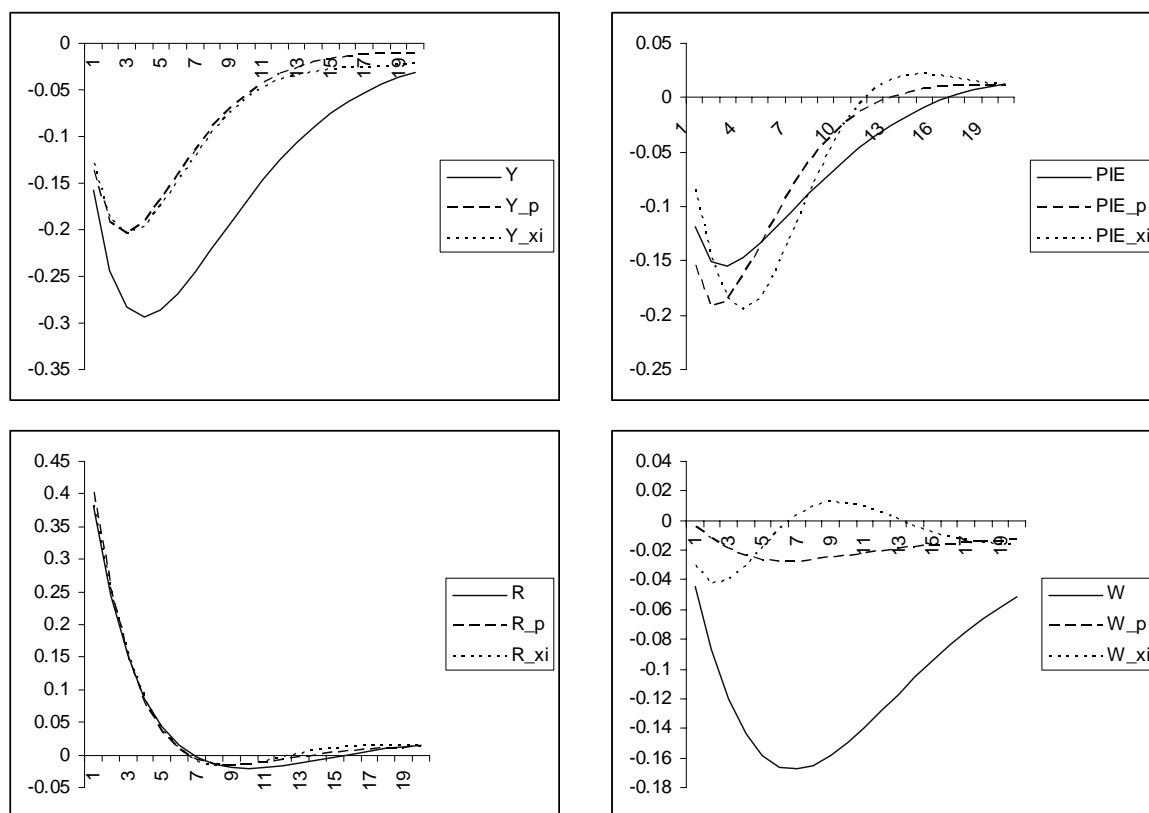 0
-0.05
-0.1
-0.15
-0.2
-0.25
-0.3
-0.35
1 3 5 7 9 11 13 15 17 19
Y
Y_p
Y_xi
0.05
0
-0.05
-0.1
-0.15
-0.2
-0.25
1 4 7 10 13 16 19
PIE
PIE_p
PIE_xi
0.45
0.4
0.35
0.3
0.25
0.2
0.15
0.1
0.05
0
-0.05
1 3 5 7 9 11 13 15 17 19
R
R_p
R_xi
0.04
0.02
0
-0.02
-0.04
-0.06
-0.08
-0.1
-0.12
-0.14
-0.16
-0.18
1 3 5 7 9 11 13 15 17 19
W
W_p
W_xi